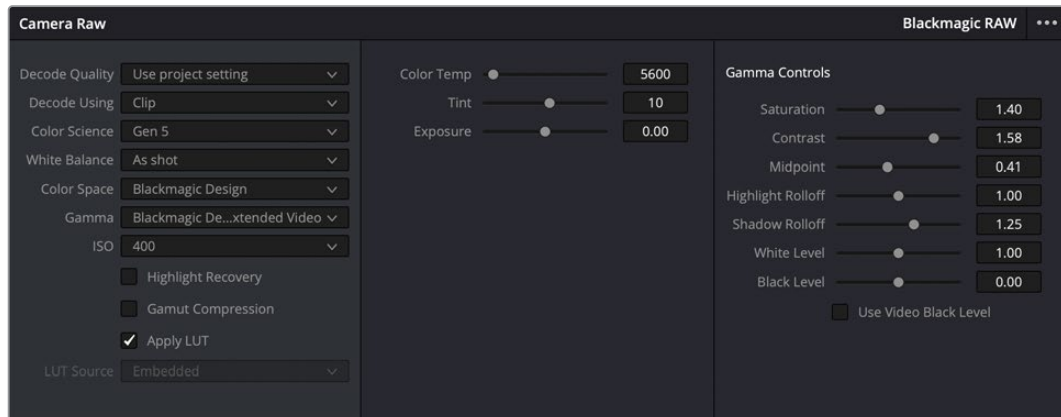 Camera Raw
Blackmagic RAW
Decode Quality Use project setting
Decode Using Clip
Color Science Gen 5
White Balance As shot
Color Space Blackmagic Design
Gamma Blackmagic De...xtended Video
ISO 400
Highlight Recovery
Gamut Compression
Apply LUT
LUT Source Embedded
Color Temp 5600
Tint 10
Exposure 0.00
Gamma Controls
Saturation 1.40
Contrast 1.58
Midpoint 0.41
Highlight Rolloff 1.00
Shadow Rolloff 1.25
White Level 1.00
Black Level 0.00
Use Video Black Level